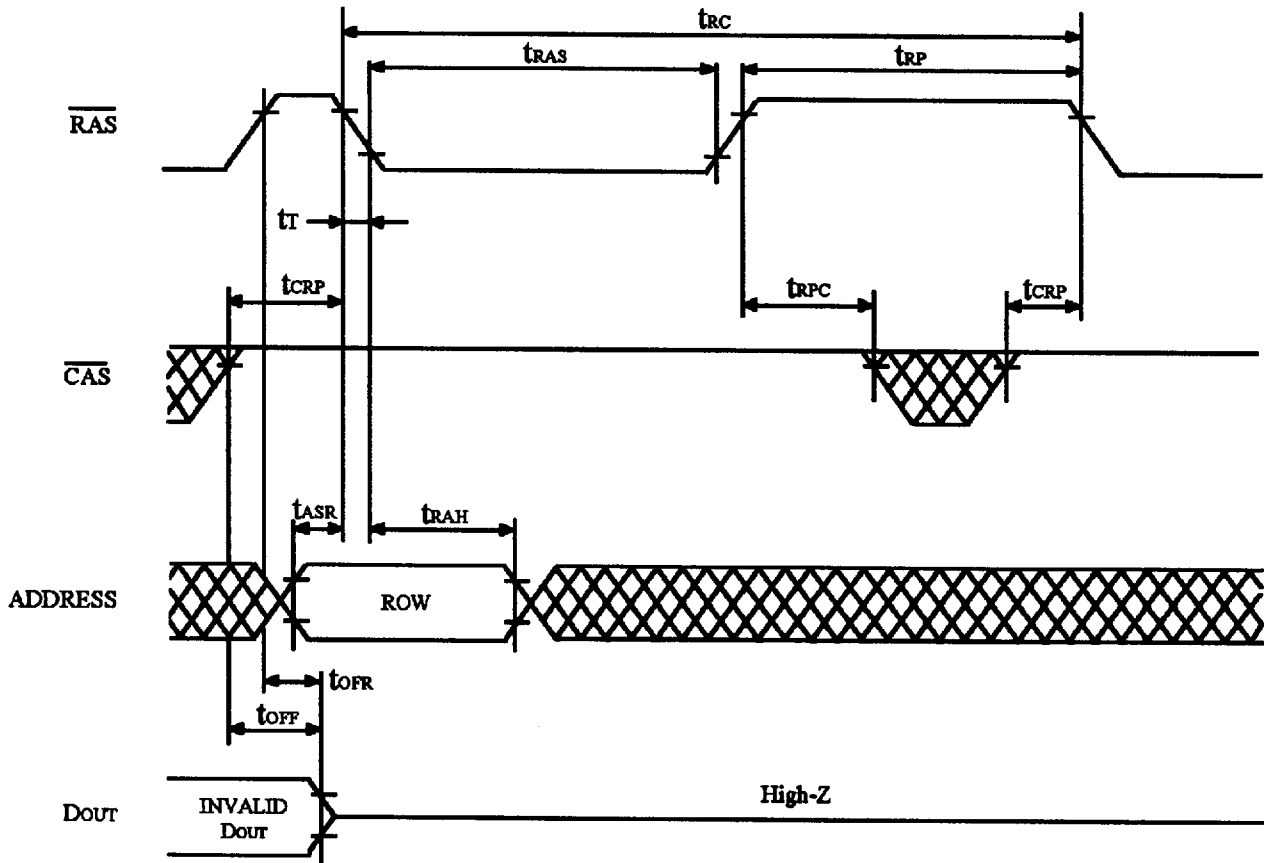 tRC
tRAS
tRP
RAS
tT
tCRP
tRPC
tCRP
CAS
tASR
tRAH
ADDRESS
ROW
tOFR
tOFF
DOUT
INVALID
DOUT
High-Z